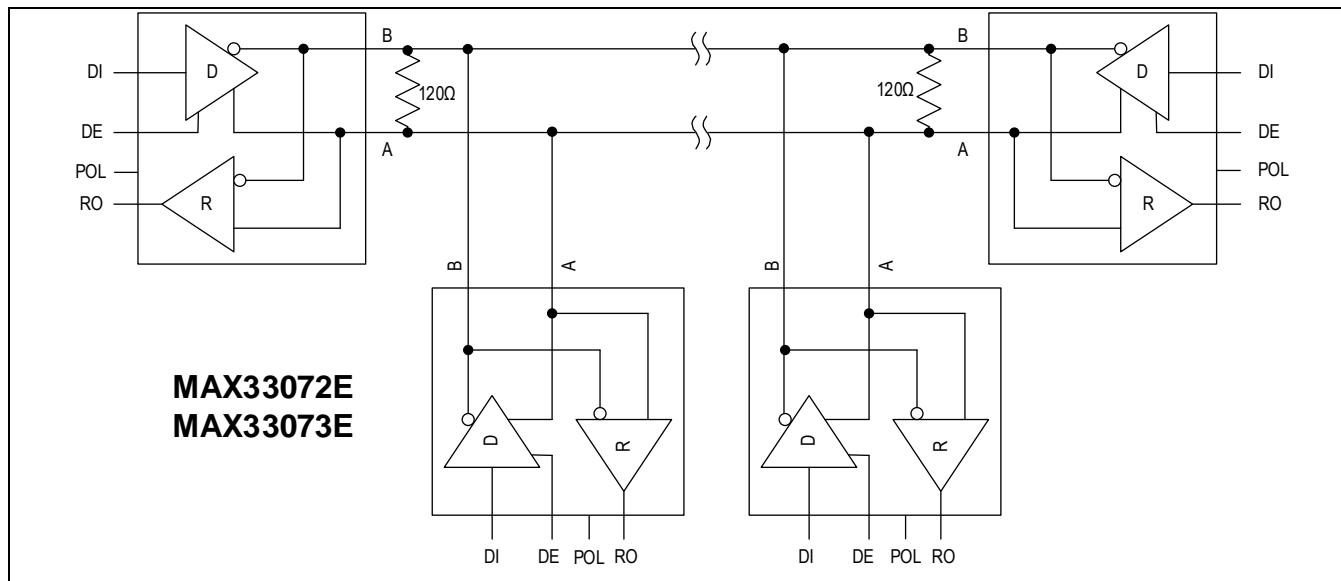 B
B
D
D
DI
DI
120Ω
120Ω
DE
DE
A
A
POL
POL
RO
R
R
RO
B
A
B
A
MAX33072E
MAX33073E
D
R
D
R
DI
DE
POL
RO
DI
DE
POL
RO